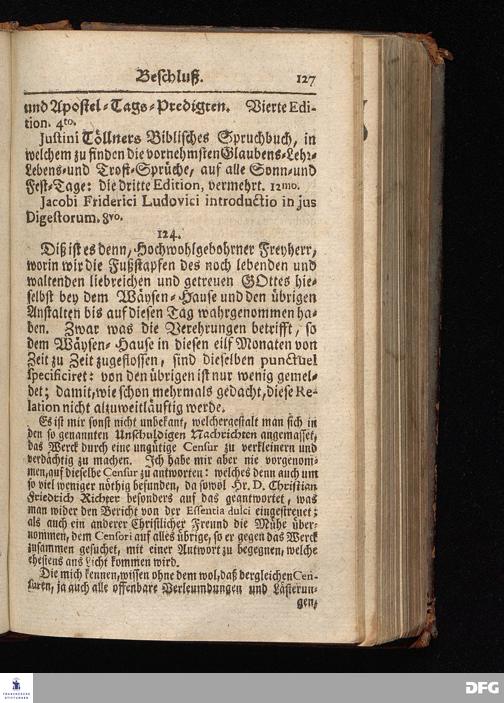 Beschluß. 127
und Apostel-Tags-Predigten. Vierte Edi-
tion. 4to.
Justini Töllners Biblisches Spruchbuch, in
welchem zu finden die vornehmsten Glaubens-Lehr-
Lebens-und Trost-Sprüche, auf alle Sonn-und
Fest-Tage: die dritte Edition, vermehrt. 12mo.
Jacobi Friderici Ludovici introductio in jus
Digestorum. 8vo.
124.
Diß ist es denn, Hochwohlgebohrner Freyherr,
worin wir die Fußstapfen des noch lebenden und
waltenden liebreichen und getreuen GOttes hie-
selbst bey dem Wäysen-Hause und den übrigen
Anstalten bis auf diesen Tag wahrgenommen ha-
ben. Zwar was die Verehrungen betrifft, so
dem Wäysen-Hause in diesen eilf Monaten von
Zeit zu Zeit zugeflossen, sind dieselben punctuel
specificiret: von den übrigen ist nur wenig gemel-
det; damit, wie schon mehrmals gedacht, diese Re-
lation nicht alzuweitläuftig werde.
Es ist mir sonst nicht unbekant, welchergestalt man sich in
den so genannten Unschuldigen Nachrichten angemasset,
das Werck durch eine ungütige Censur zu verkleinern und
verdächtig zu machen. Ich habe mir aber nie vorgenom-
men, auf dieselbe Censur zu antworten: welches denn auch um
so viel weniger nöthig befunden, da sowol Hr. D. Christian
Friedrich Richter besonders auf das geantwortet, was
man wider den Bericht von der Essentia dulci eingestreuet;
als auch ein anderer Christlicher Freund die Mühe über-
nommen, dem Censori auf alles übrige, so er gegen das Werck
zusammen gesuchet, mit einer Antwort zu begegnen, welche
ehestens ans Licht kommen wird.
Die mich kennen, wissen ohne dem wol, daß dergleichen Cen-
suren, ja auch alle offenbare Verleumdungen und Lästerun-
gen,
FRANCKESCHE
STIFTUNGEN
DFG